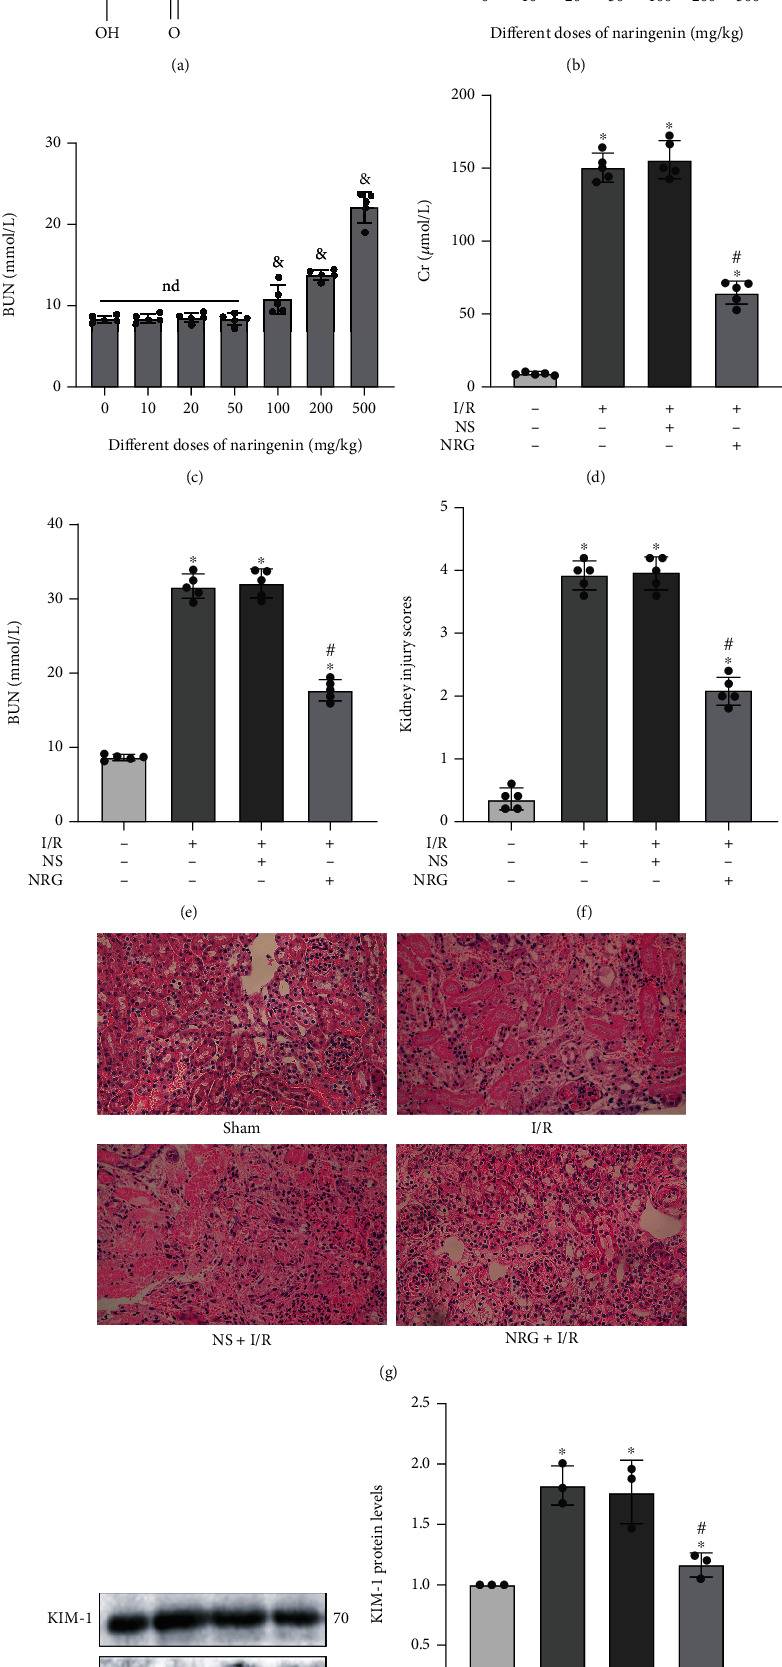 OH O
(a)
Different doses of naringenin (mg/kg)
(b)
BUN (mmol/L)
30
20
10
0
nd
& & &
0 10 20 50 100 200 500
Different doses of naringenin (mg/kg)
(c)
Cr (μmol/L)
200
150
100
50
0
* * # *
I/R – + + +
NS – – + –
NRG – – – +
(d)
BUN (mmol/L)
40
30
20
10
0
* * # *
I/R – + + +
NS – – + –
NRG – – – +
(e)
Kidney injury scores
5
4
3
2
1
0
* * # *
I/R – + + +
NS – – + –
NRG – – – +
(f)
Sham
I/R
NS + I/R
NRG + I/R
(g)
KIM-1 70
KIM-1 protein levels
2.5
2.0
1.5
1.0
0.5
* * # *